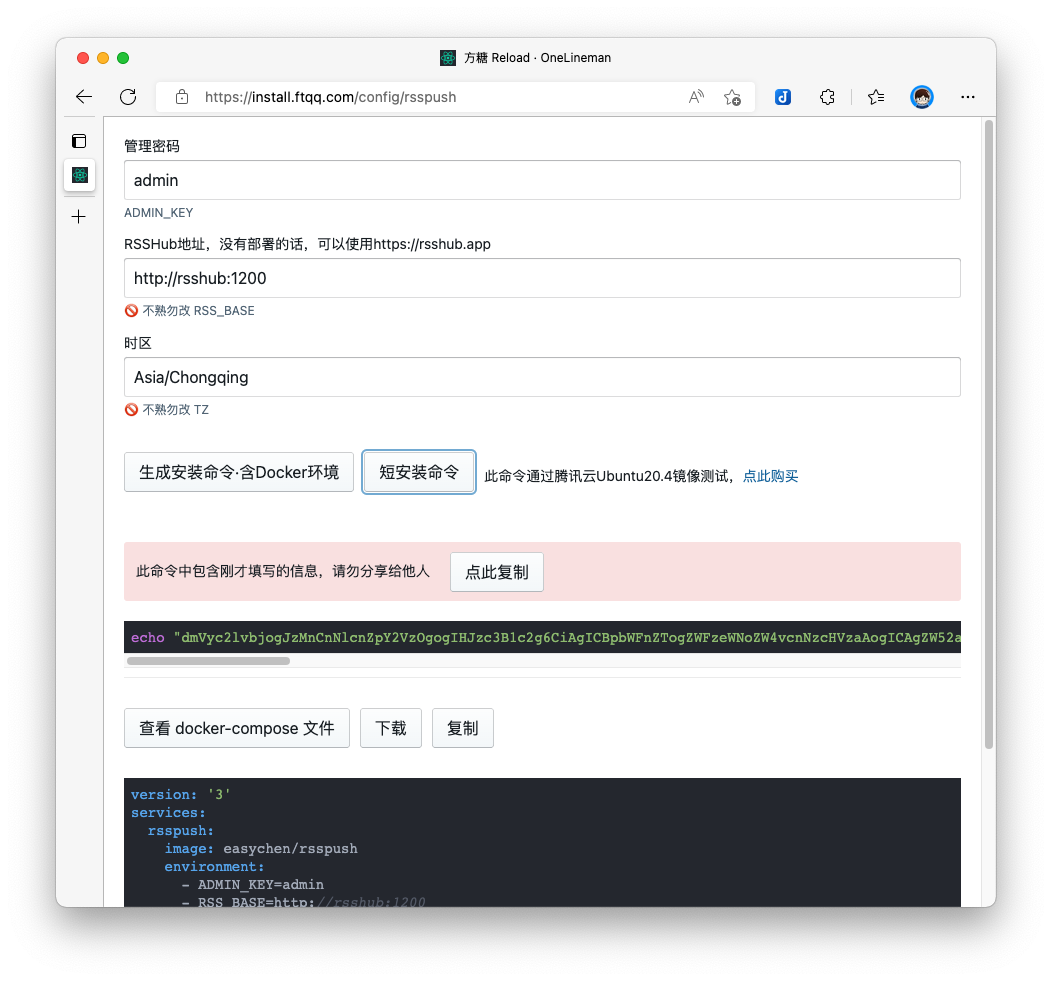 方糖 Reload · OneLineman
https://install.ftqq.com/config/rsspush
管理密码
admin
ADMIN_KEY
RSSHub地址，没有部署的话，可以使用https://rsshub.app
http://rsshub:1200
🚫 不熟勿改 RSS_BASE
时区
Asia/Chongqing
🚫 不熟勿改 TZ
生成安装命令·含Docker环境 短安装命令 此命令通过腾讯云Ubuntu20.4镜像测试，点此购买
此命令中包含刚才填写的信息，请勿分享给他人 点此复制
echo "dmVyc2lvbjogJzMnCnNlcnZpY2VzOgogIHJzc3B1c2g6CiAgICBpbWFnZTogZWFzeWNoZW4vcnNzcHVzaAogICAgZW52a
查看 docker-compose 文件 下载 复制
version: '3'
services:
rsspush:
image: easychen/rsspush
environment:
- ADMIN_KEY=admin
- RSS_BASE=http://rsshub:1200